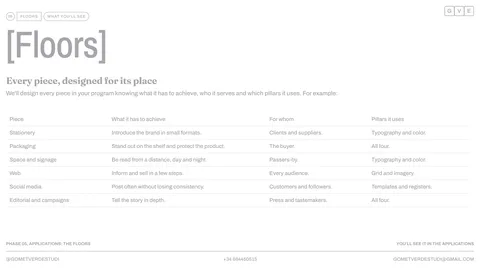 05 FLOORS WHAT YOU'LL SEE
G V E
[Floors]
Every piece, designed for its place
We'll design every piece in your program knowing what it has to achieve, who it serves and which pillars it uses. For example:
Piece What it has to achieve For whom Pillars it uses
Stationery Introduce the brand in small formats. Clients and suppliers. Typography and color.
Packaging Stand out on the shelf and protect the product. The buyer. All four.
Space and signage Be read from a distance, day and night. Passers-by. Typography and color.
Web Inform and sell in a few steps. Every audience. Grid and imagery.
Social media Post often without losing consistency. Customers and followers. Templates and registers.
Editorial and campaigns Tell the story in depth. Press and tastemakers. All four.
PHASE 05, APPLICATIONS: THE FLOORS YOU'LL SEE IT IN THE APPLICATIONS
@GOMETVERDESTUDI GOMETVERDESTUDI@GMAIL.COM